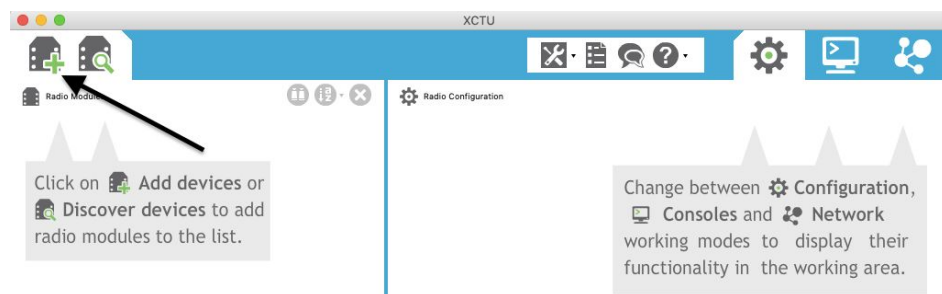 XCTU
Radio Modules
Radio Configuration
Click on Add devices or
Discover devices to add
radio modules to the list.
Change between Configuration,
Consoles and Network
working modes to display their
functionality in the working area.